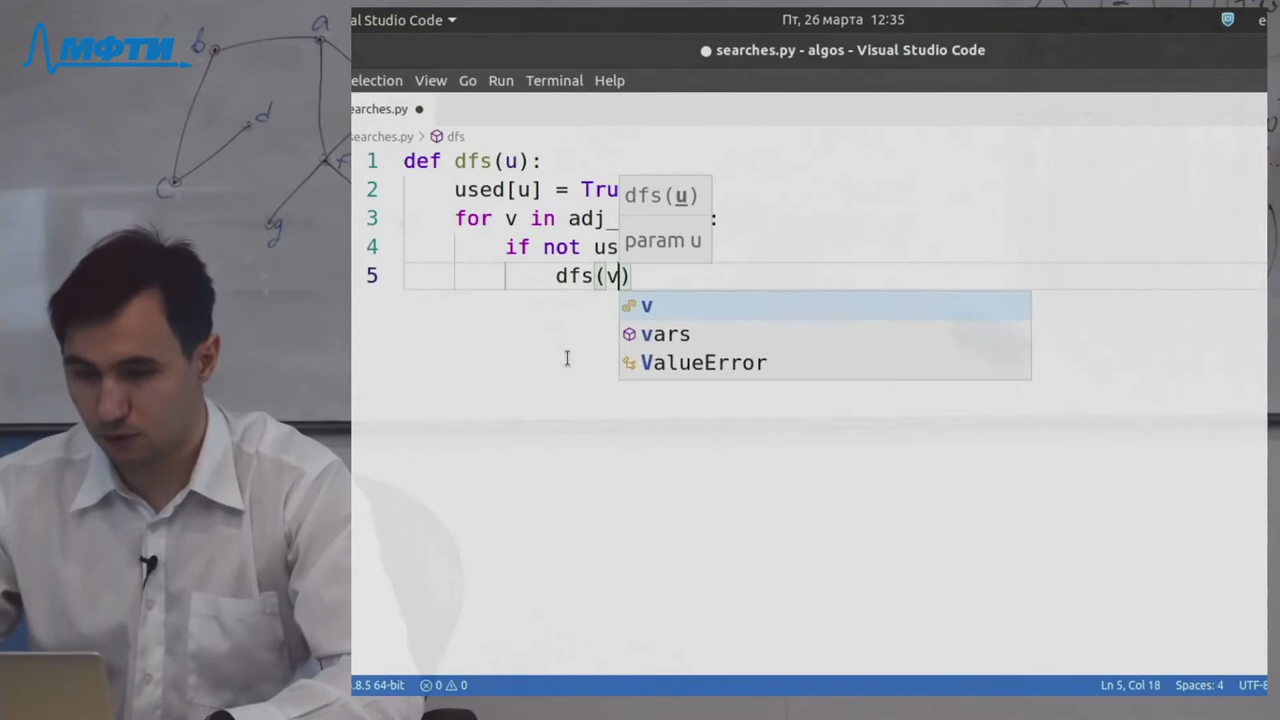 МФТИ
b
a
d
c
f
g
al Studio Code
Пт, 26 марта 12:35
searches.py - algos - Visual Studio Code
election View Go Run Terminal Help
earches.py
searches.py > dfs
1 def dfs(u):
2 used[u] = Tru
3 for v in adj_ :
4 if not us
5 dfs(v)
dfs(u)
param u
v
vars
ValueError
.8.5 64-bit 0 0 Ln 5, Col 18 Spaces: 4 UTF-8